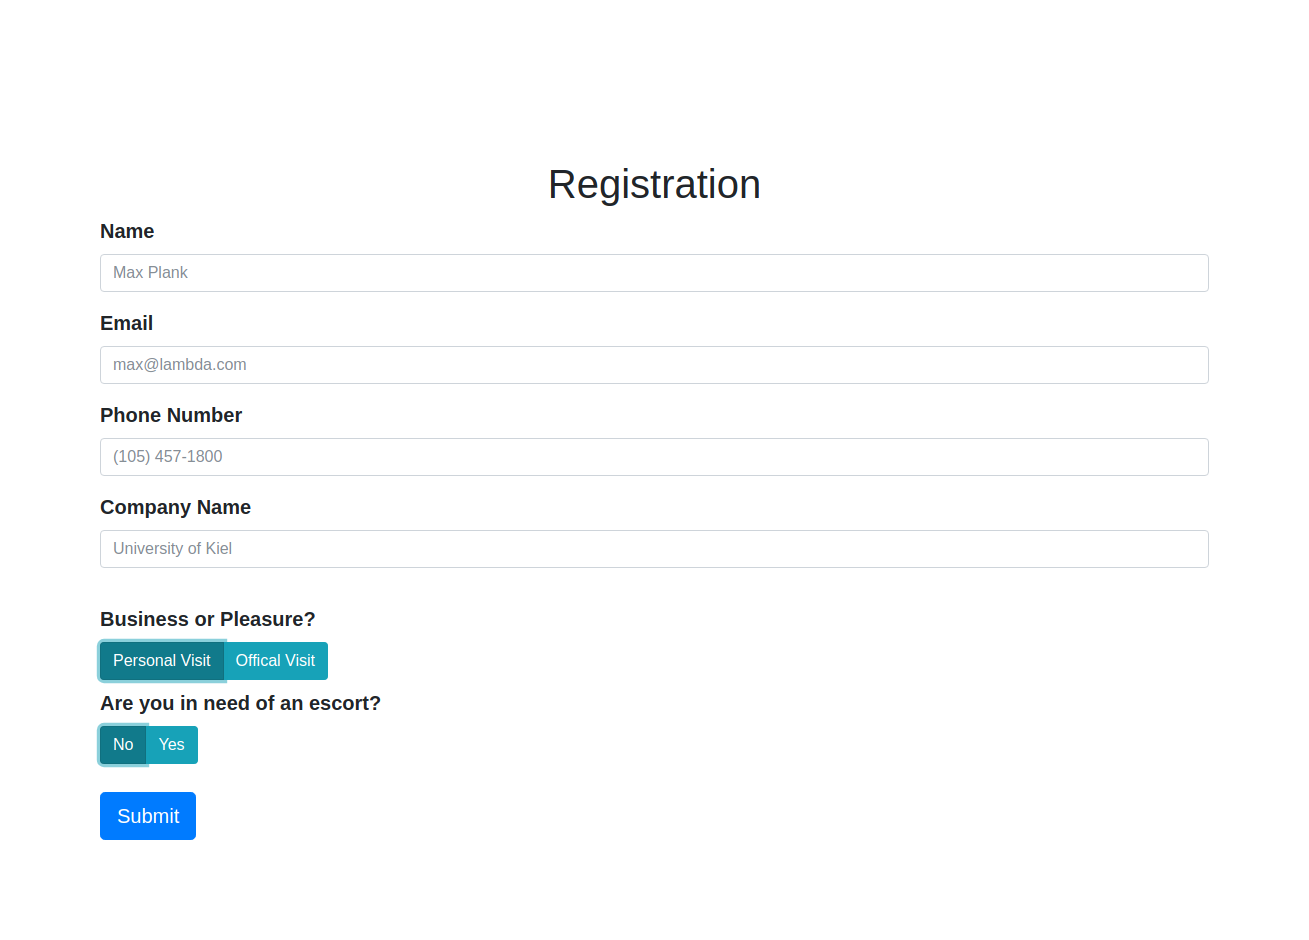 Registration
Name
Max Plank
Email
max@lambda.com
Phone Number
(105) 457-1800
Company Name
University of Kiel
Business or Pleasure?
Personal Visit Offical Visit
Are you in need of an escort?
No Yes
Submit